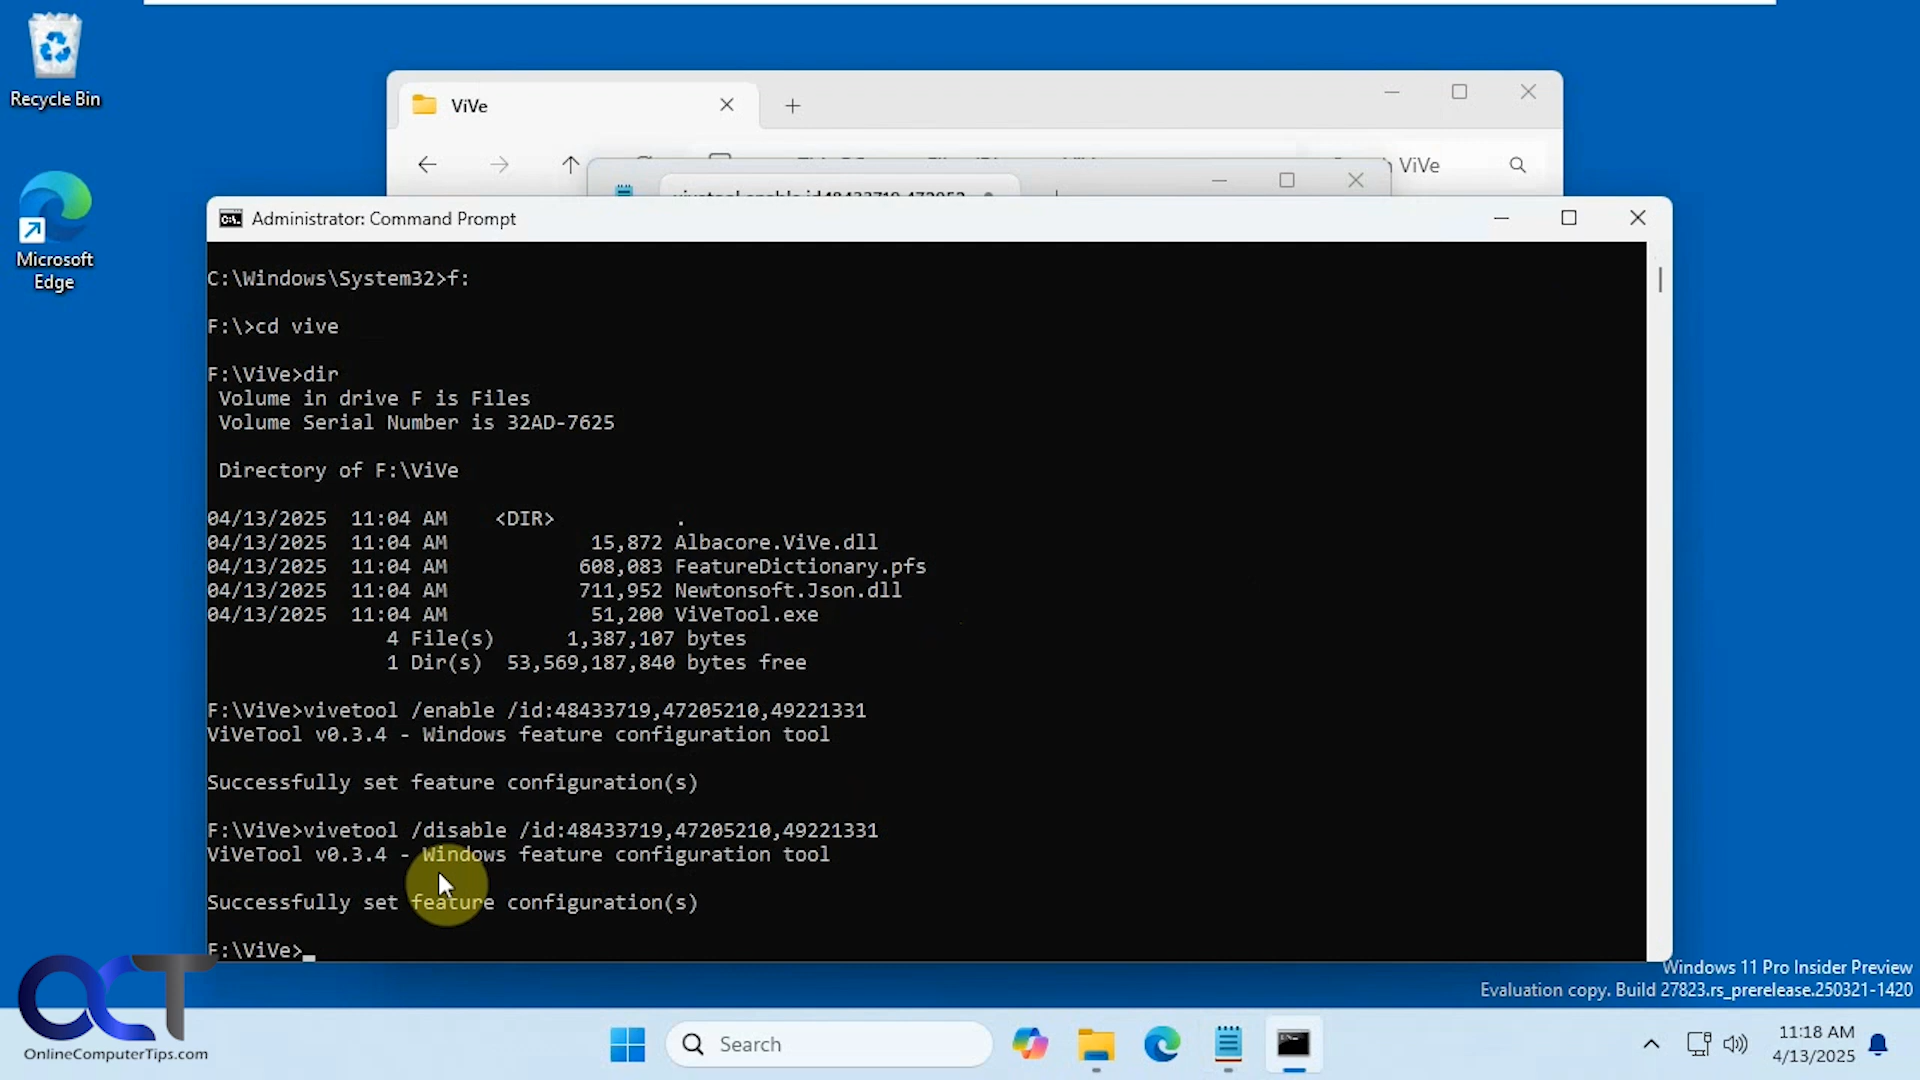 Recycle Bin
Microsoft
Edge
ViVe
ViVe
Administrator: Command Prompt
C:\Windows\System32>f:
F:\>cd vive
F:\ViVe>dir
Volume in drive F is Files
Volume Serial Number is 32AD-7625
Directory of F:\ViVe
04/13/2025 11:04 AM <DIR> .
04/13/2025 11:04 AM 15,872 Albacore.ViVe.dll
04/13/2025 11:04 AM 608,083 FeatureDictionary.pfs
04/13/2025 11:04 AM 711,952 Newtonsoft.Json.dll
04/13/2025 11:04 AM 51,200 ViVeTool.exe
4 File(s) 1,387,107 bytes
1 Dir(s) 53,569,187,840 bytes free
F:\ViVe>vivetool /enable /id:48433719,47205210,49221331
ViVeTool v0.3.4 - Windows feature configuration tool
Successfully set feature configuration(s)
F:\ViVe>vivetool /disable /id:48433719,47205210,49221331
ViVeTool v0.3.4 - Windows feature configuration tool
Successfully set feature configuration(s)
F:\ViVe>
Windows 11 Pro Insider Preview
Evaluation copy. Build 27823.rs_prerelease.250321-1420
OCT
OnlineComputerTips.com
Search
11:18 AM
4/13/2025